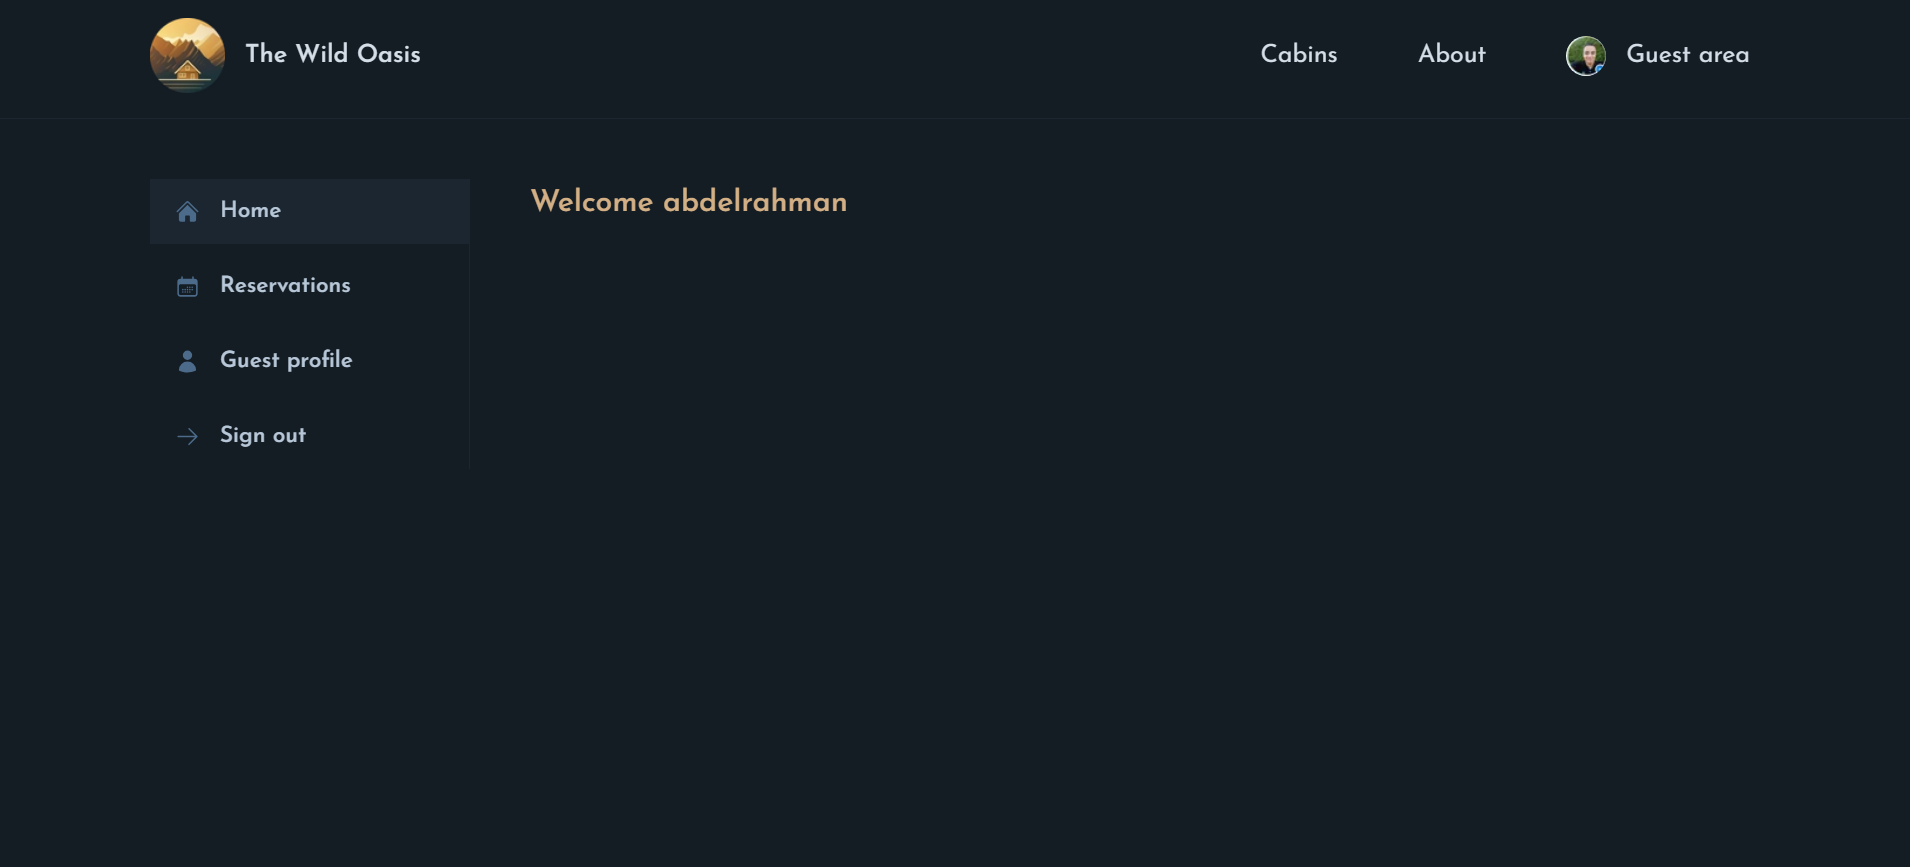 The Wild Oasis
Cabins
About
Guest area
Home
Reservations
Guest profile
Sign out
Welcome abdelrahman